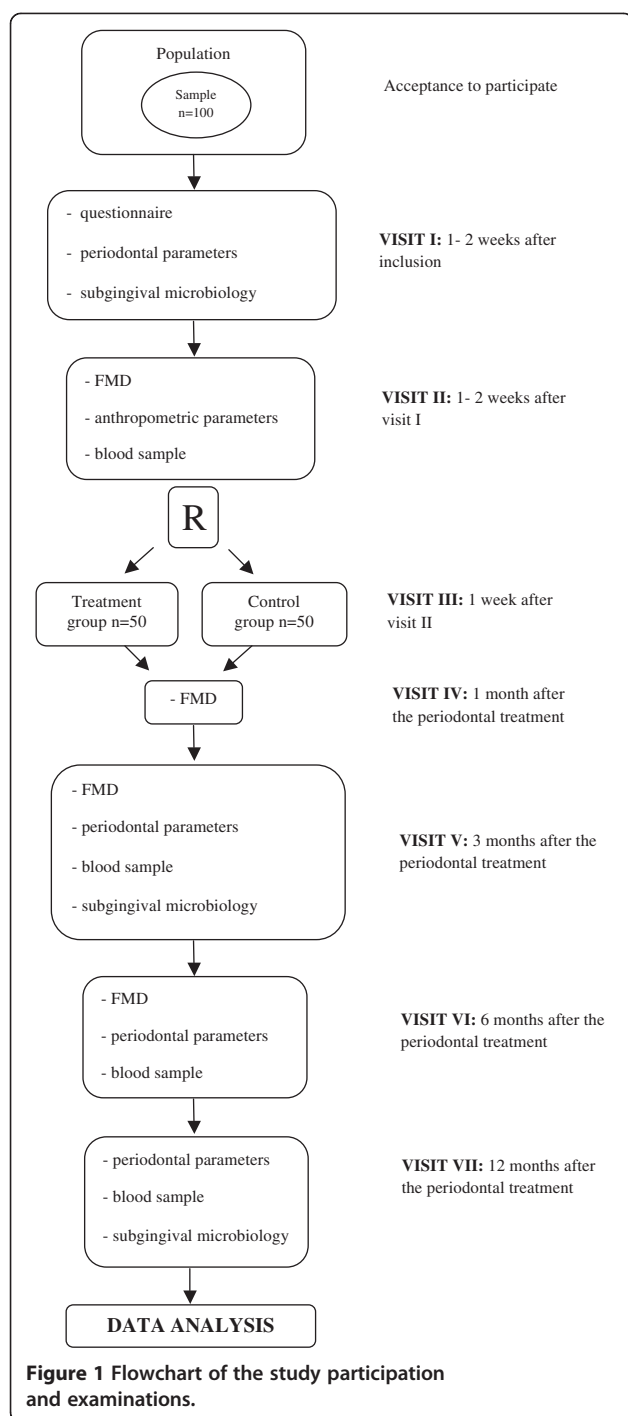 Population
Sample
n=100
Acceptance to participate
- questionnaire
- periodontal parameters
- subgingival microbiology
VISIT I: 1- 2 weeks after
inclusion
- FMD
- anthropometric parameters
- blood sample
VISIT II: 1- 2 weeks after
visit I
R
Treatment
group n=50
Control
group n=50
VISIT III: 1 week after
visit II
- FMD
VISIT IV: 1 month after
the periodontal treatment
- FMD
- periodontal parameters
- blood sample
- subgingival microbiology
VISIT V: 3 months after the
periodontal treatment
- FMD
- periodontal parameters
- blood sample
VISIT VI: 6 months after the
periodontal treatment
- periodontal parameters
- blood sample
- subgingival microbiology
VISIT VII: 12 months after
the periodontal treatment
DATA ANALYSIS
Figure 1 Flowchart of the study participation
and examinations.